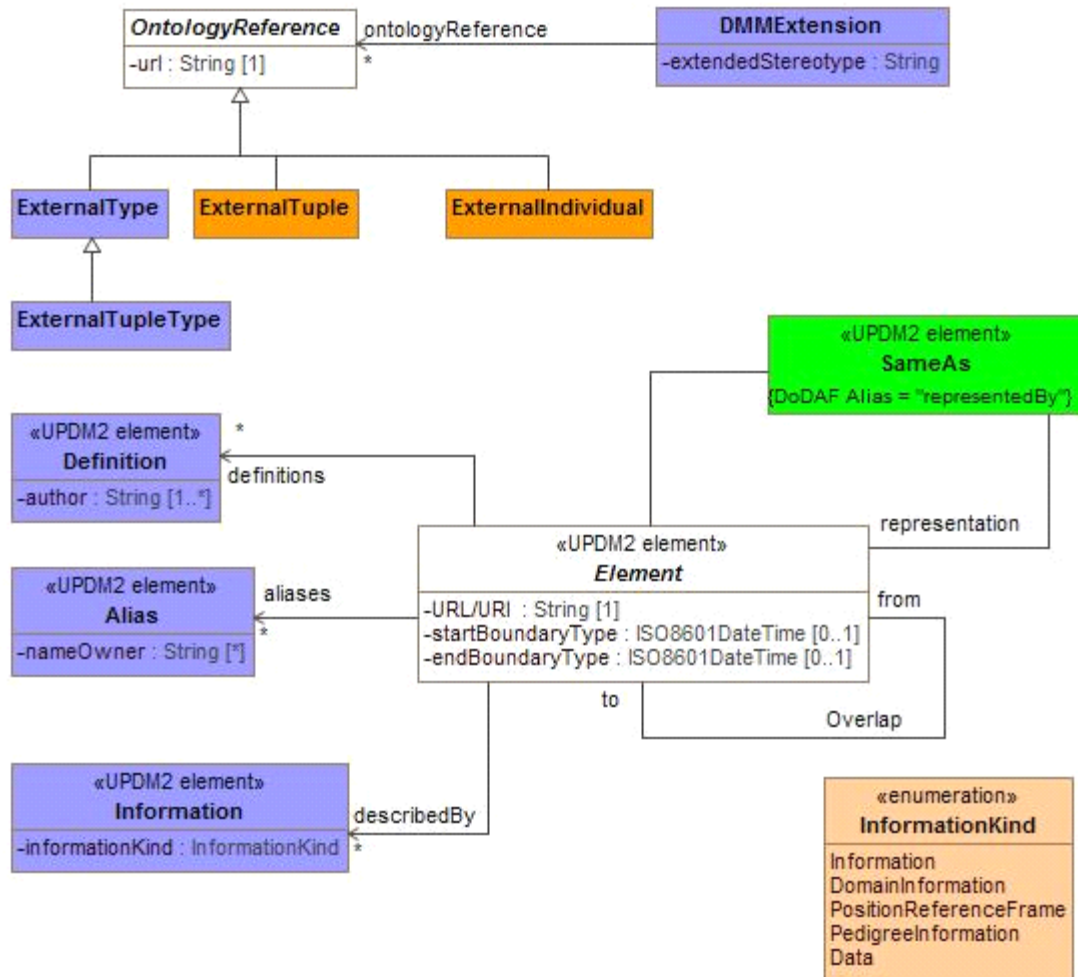 OntologyReference
-url : String [1]
ontologyReference
*
DMMExtension
-extendedStereotype : String
ExternalType
ExternalTuple
ExternalIndividual
ExternalTupleType
«UPDM2 element»
SameAs
{DoDAF Alias = "representedBy"}
«UPDM2 element»
Definition
-author : String [1..*]
*
definitions
representation
«UPDM2 element»
Element
-URL/URI : String [1]
-startBoundaryType : ISO8601DateTime [0..1]
-endBoundaryType : ISO8601DateTime [0..1]
«UPDM2 element»
Alias
-nameOwner : String [*]
aliases
*
from
to
Overlap
«UPDM2 element»
Information
-informationKind : InformationKind
describedBy
*
«enumeration»
InformationKind
Information
DomainInformation
PositionReferenceFrame
PedigreeInformation
Data